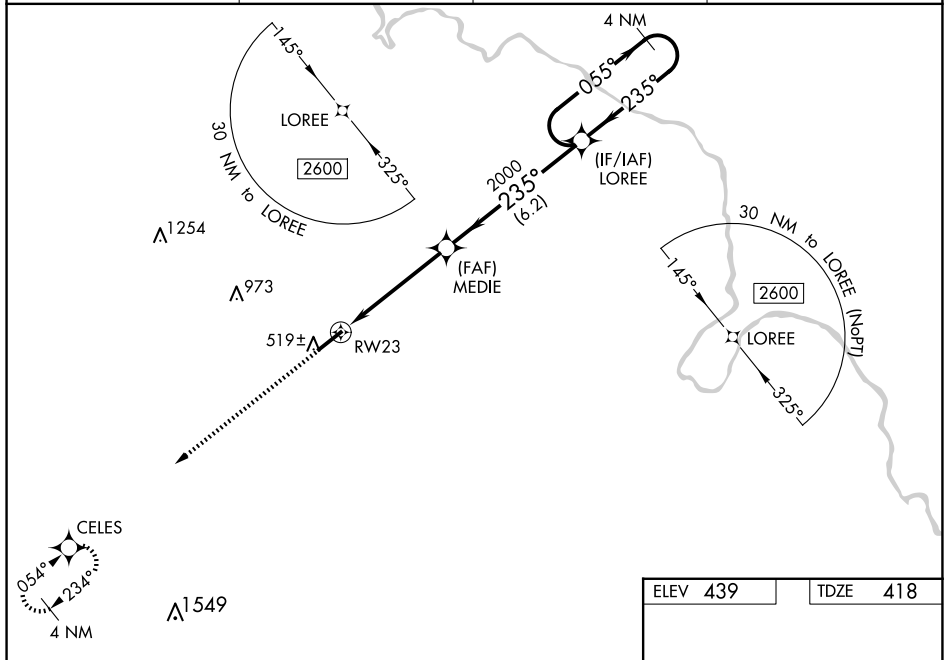 4 NM
145°
LOREE
325°
2600
30 NM to LOREE
055°
235°
(IF/IAF)
LOREE
2000
235°
(6.2)
(FAF)
MEDIE
1254
973
519±
RW23
30 NM to LOREE (NoPT)
145°
2600
LOREE
325°
CELES
054°
234°
4 NM
1549
ELEV 439
TDZE 418